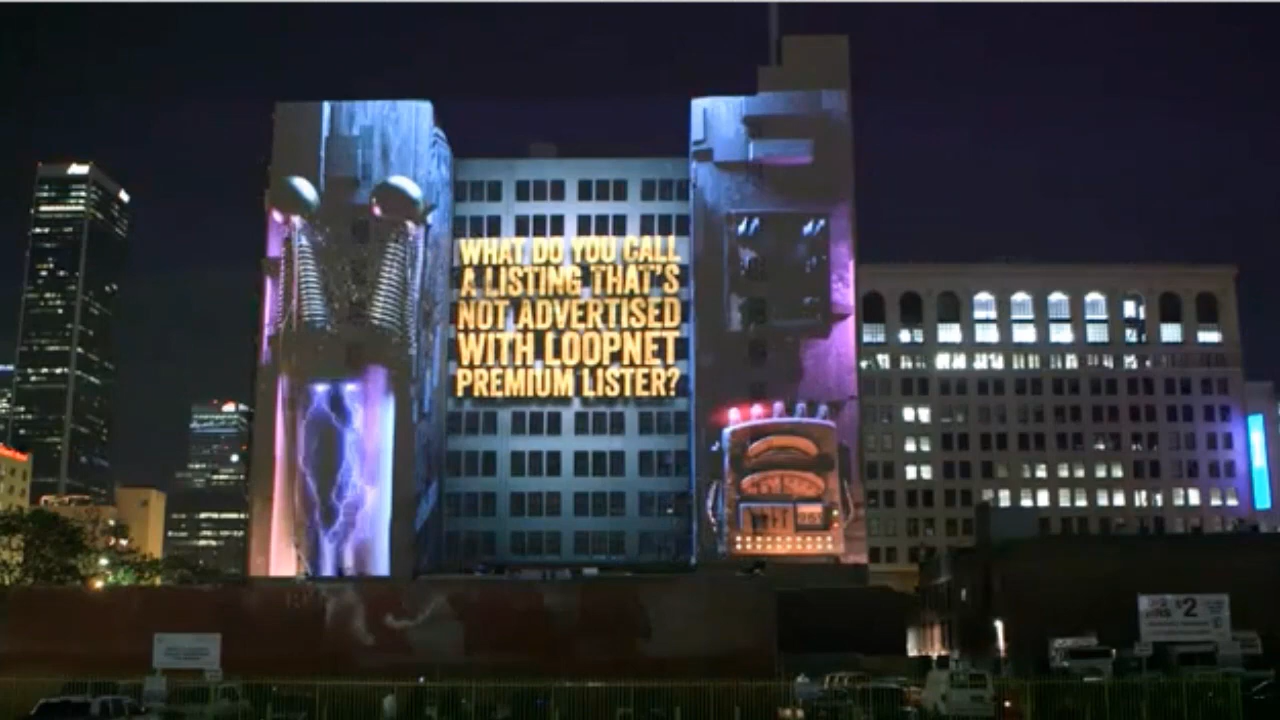 WHAT DO YOU CALL
A LISTING THAT'S
NOT ADVERTISED
WITH LOOPNET
PREMIUM LISTER?
$2